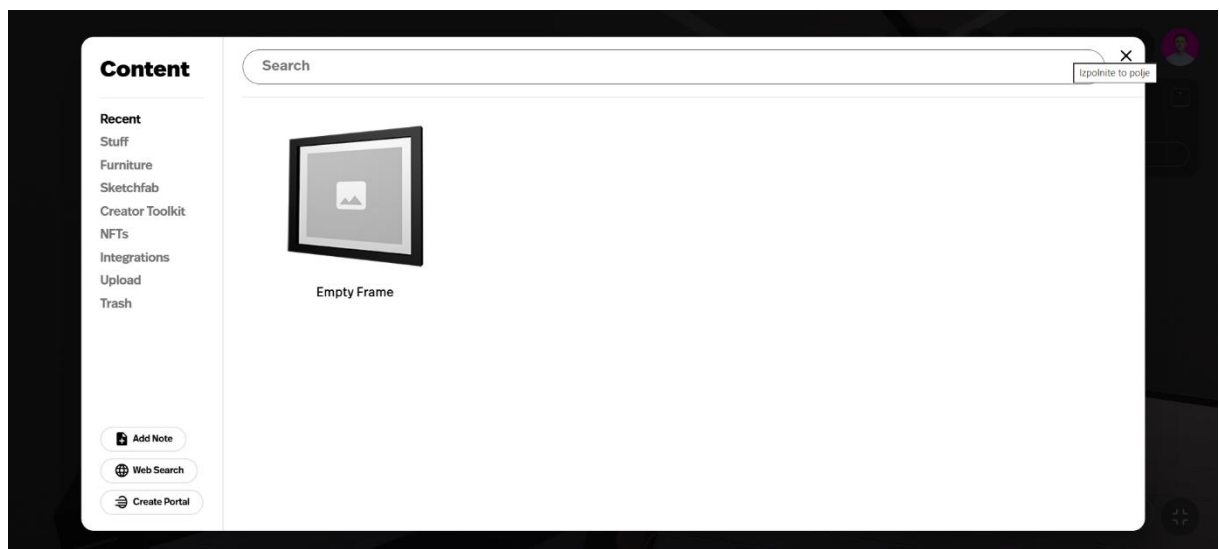 Content
Search
Izpolnite to polje
Recent
Stuff
Furniture
Sketchfab
Creator Toolkit
NFTs
Integrations
Upload
Trash
Empty Frame
Add Note
Web Search
Create Portal